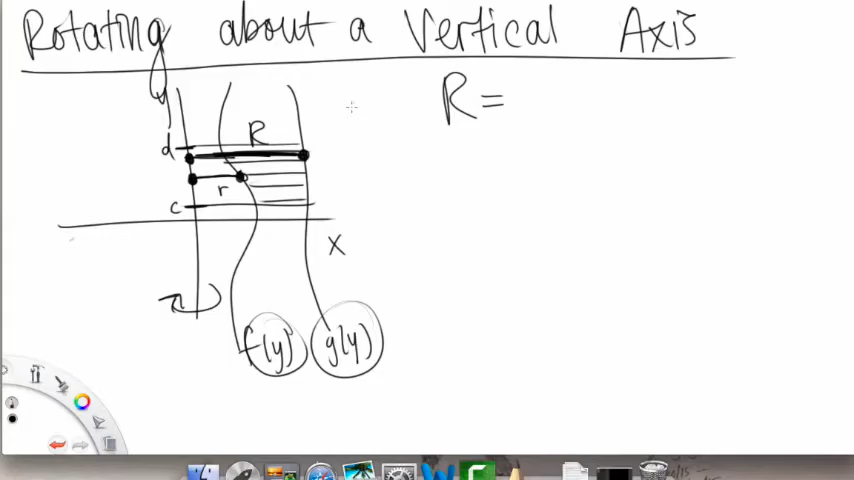 Rotating about a Vertical Axis
y
R =
d
R
r
c
x
f(y) g(y)